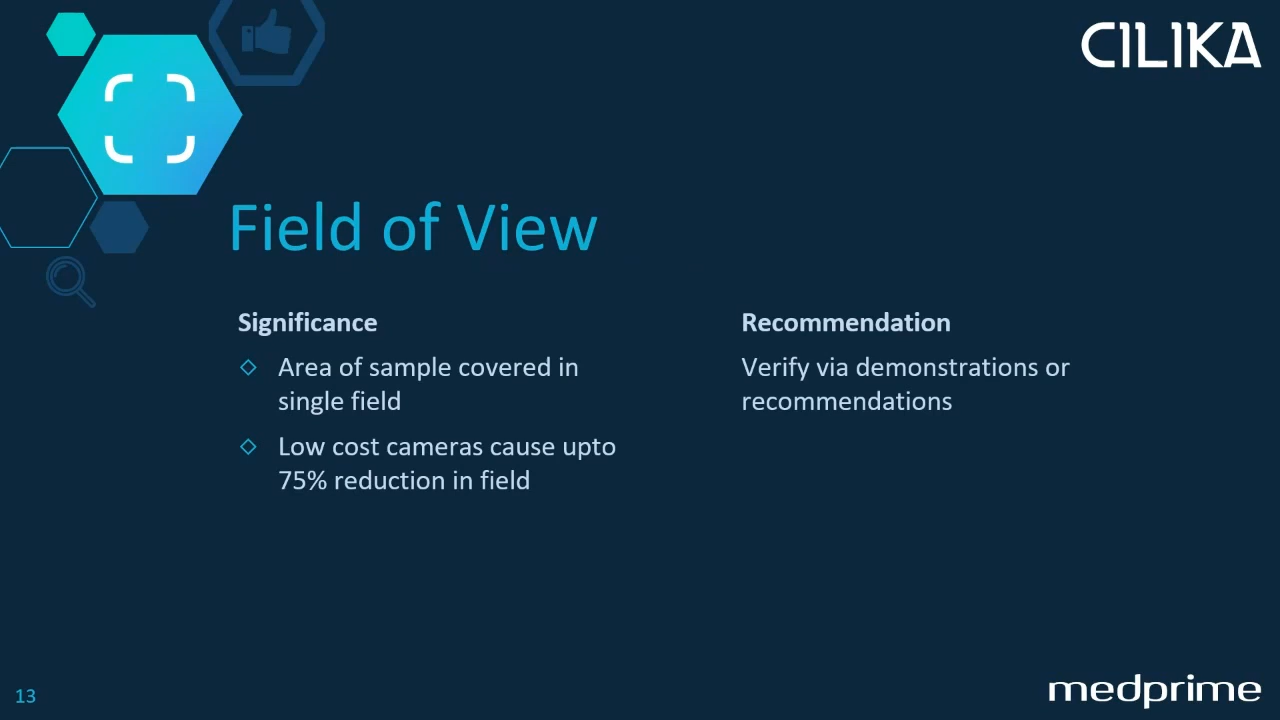 CILIKA
Field of View
Significance
Area of sample covered in
single field
Low cost cameras cause upto
75% reduction in field
Recommendation
Verify via demonstrations or
recommendations
13
medprime